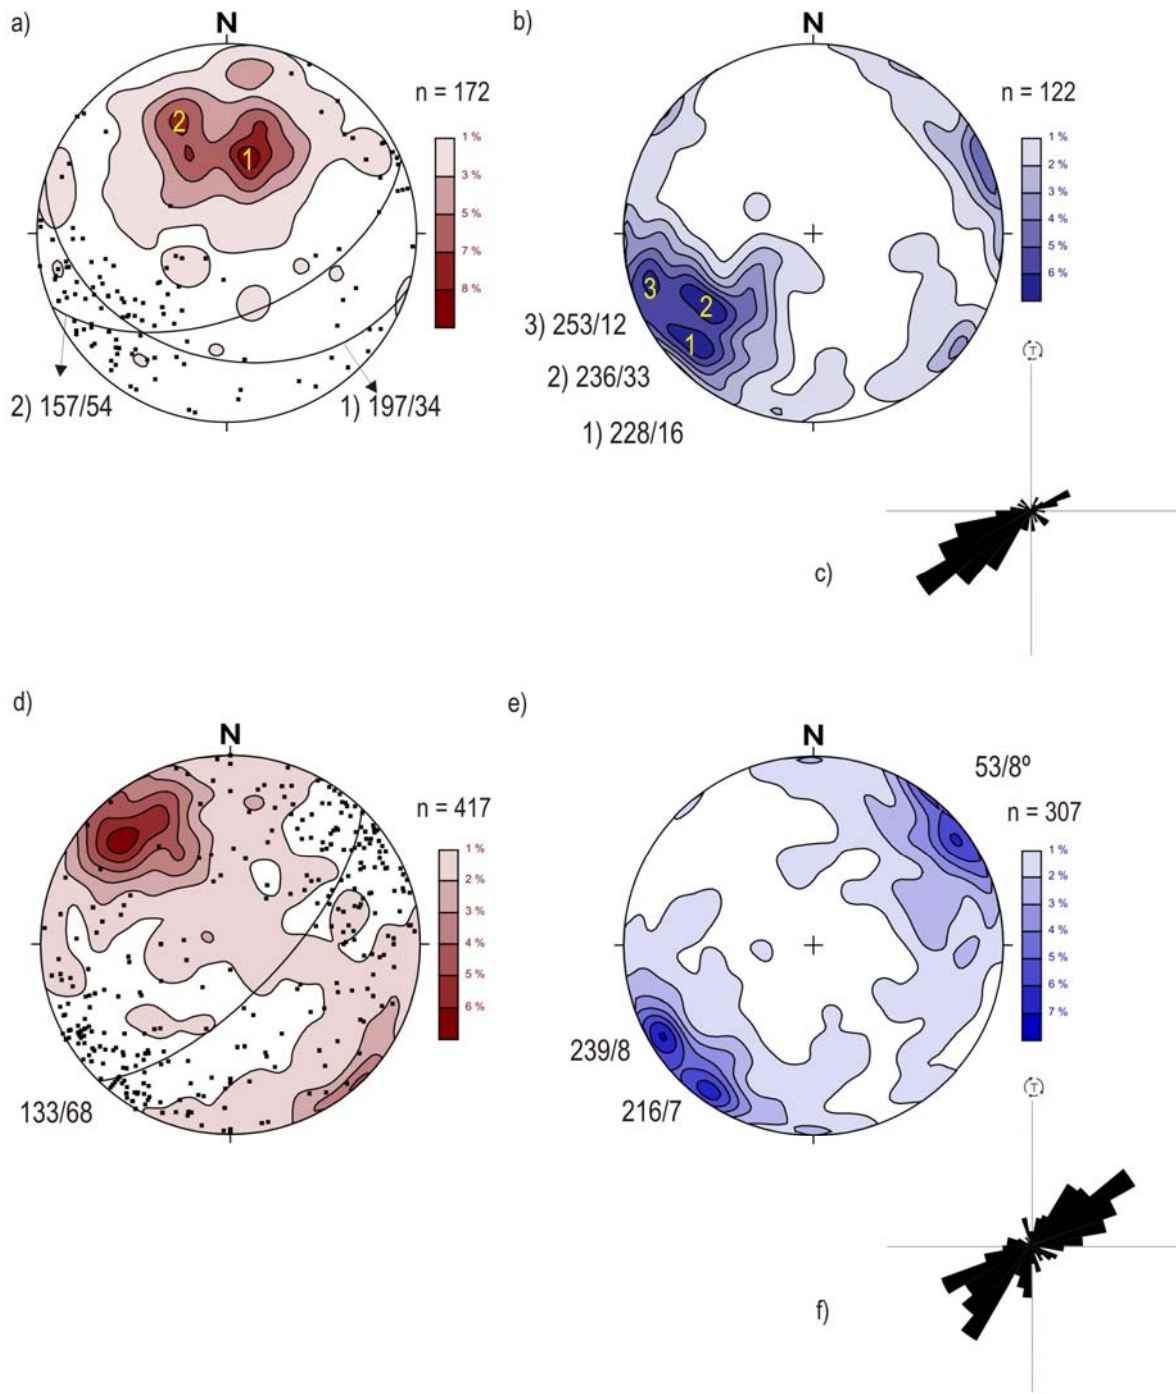 a)
N
n = 172
1 %
3 %
5 %
7 %
8 %
2
1
2) 157/54
1) 197/34
b)
N
n = 122
1 %
2 %
3 %
4 %
5 %
6 %
3
2
1
3) 253/12
2) 236/33
1) 228/16
T
c)
d)
N
n = 417
1 %
2 %
3 %
4 %
5 %
6 %
133/68
e)
N
53/8º
n = 307
1 %
2 %
3 %
4 %
5 %
6 %
7 %
239/8
216/7
T
f)